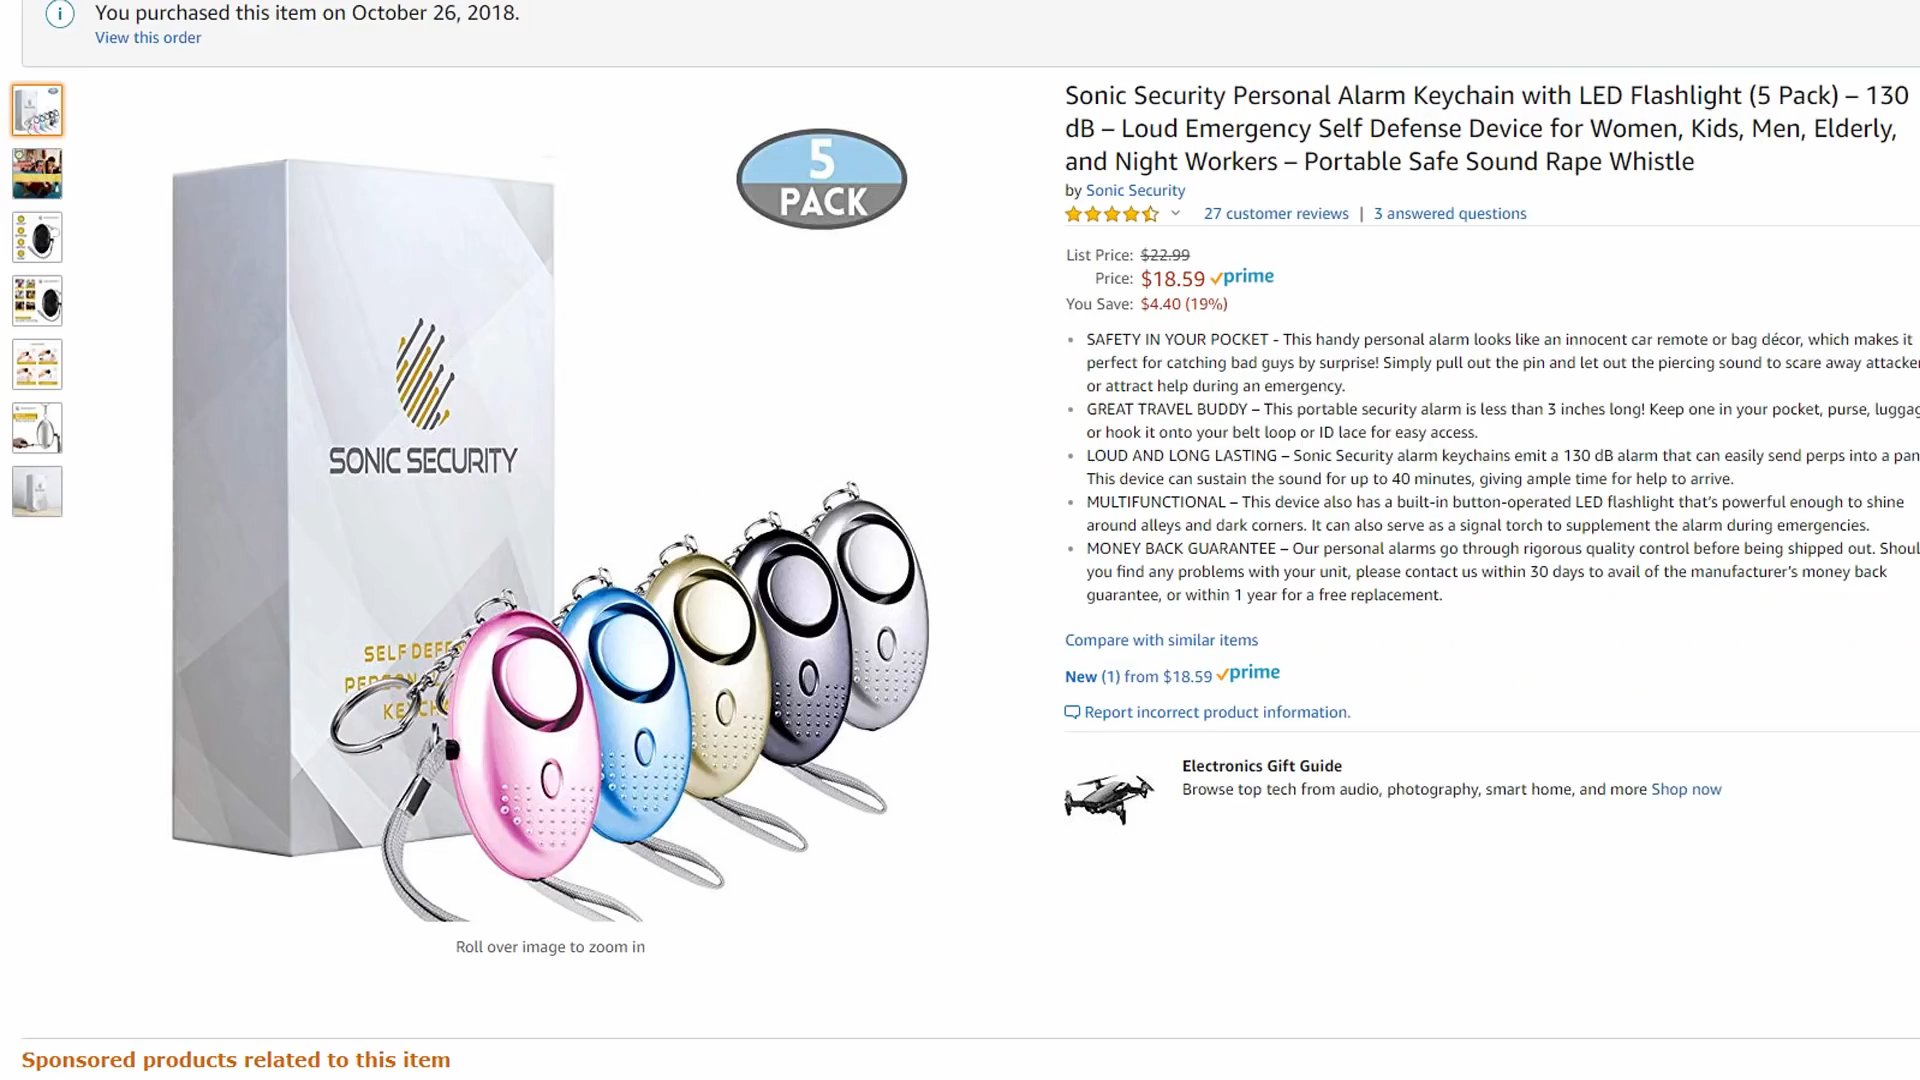 You purchased this item on October 26, 2018.
View this order
5
PACK
SONIC SECURITY
SELF DEFE
Roll over image to zoom in
Sonic Security Personal Alarm Keychain with LED Flashlight (5 Pack) – 130
dB – Loud Emergency Self Defense Device for Women, Kids, Men, Elderly,
and Night Workers – Portable Safe Sound Rape Whistle
by Sonic Security
27 customer reviews | 3 answered questions
List Price: $22.99
Price: $18.59 prime
You Save: $4.40 (19%)
• SAFETY IN YOUR POCKET - This handy personal alarm looks like an innocent car remote or bag décor, which makes it
perfect for catching bad guys by surprise! Simply pull out the pin and let out the piercing sound to scare away attacker
or attract help during an emergency.
• GREAT TRAVEL BUDDY – This portable security alarm is less than 3 inches long! Keep one in your pocket, purse, luggag
or hook it onto your belt loop or ID lace for easy access.
• LOUD AND LONG LASTING – Sonic Security alarm keychains emit a 130 dB alarm that can easily send perps into a pan
This device can sustain the sound for up to 40 minutes, giving ample time for help to arrive.
• MULTIFUNCTIONAL – This device also has a built-in button-operated LED flashlight that’s powerful enough to shine
around alleys and dark corners. It can also serve as a signal torch to supplement the alarm during emergencies.
• MONEY BACK GUARANTEE – Our personal alarms go through rigorous quality control before being shipped out. Shoul
you find any problems with your unit, please contact us within 30 days to avail of the manufacturer’s money back
guarantee, or within 1 year for a free replacement.
Compare with similar items
New (1) from $18.59 prime
Report incorrect product information.
Electronics Gift Guide
Browse top tech from audio, photography, smart home, and more Shop now
Sponsored products related to this item